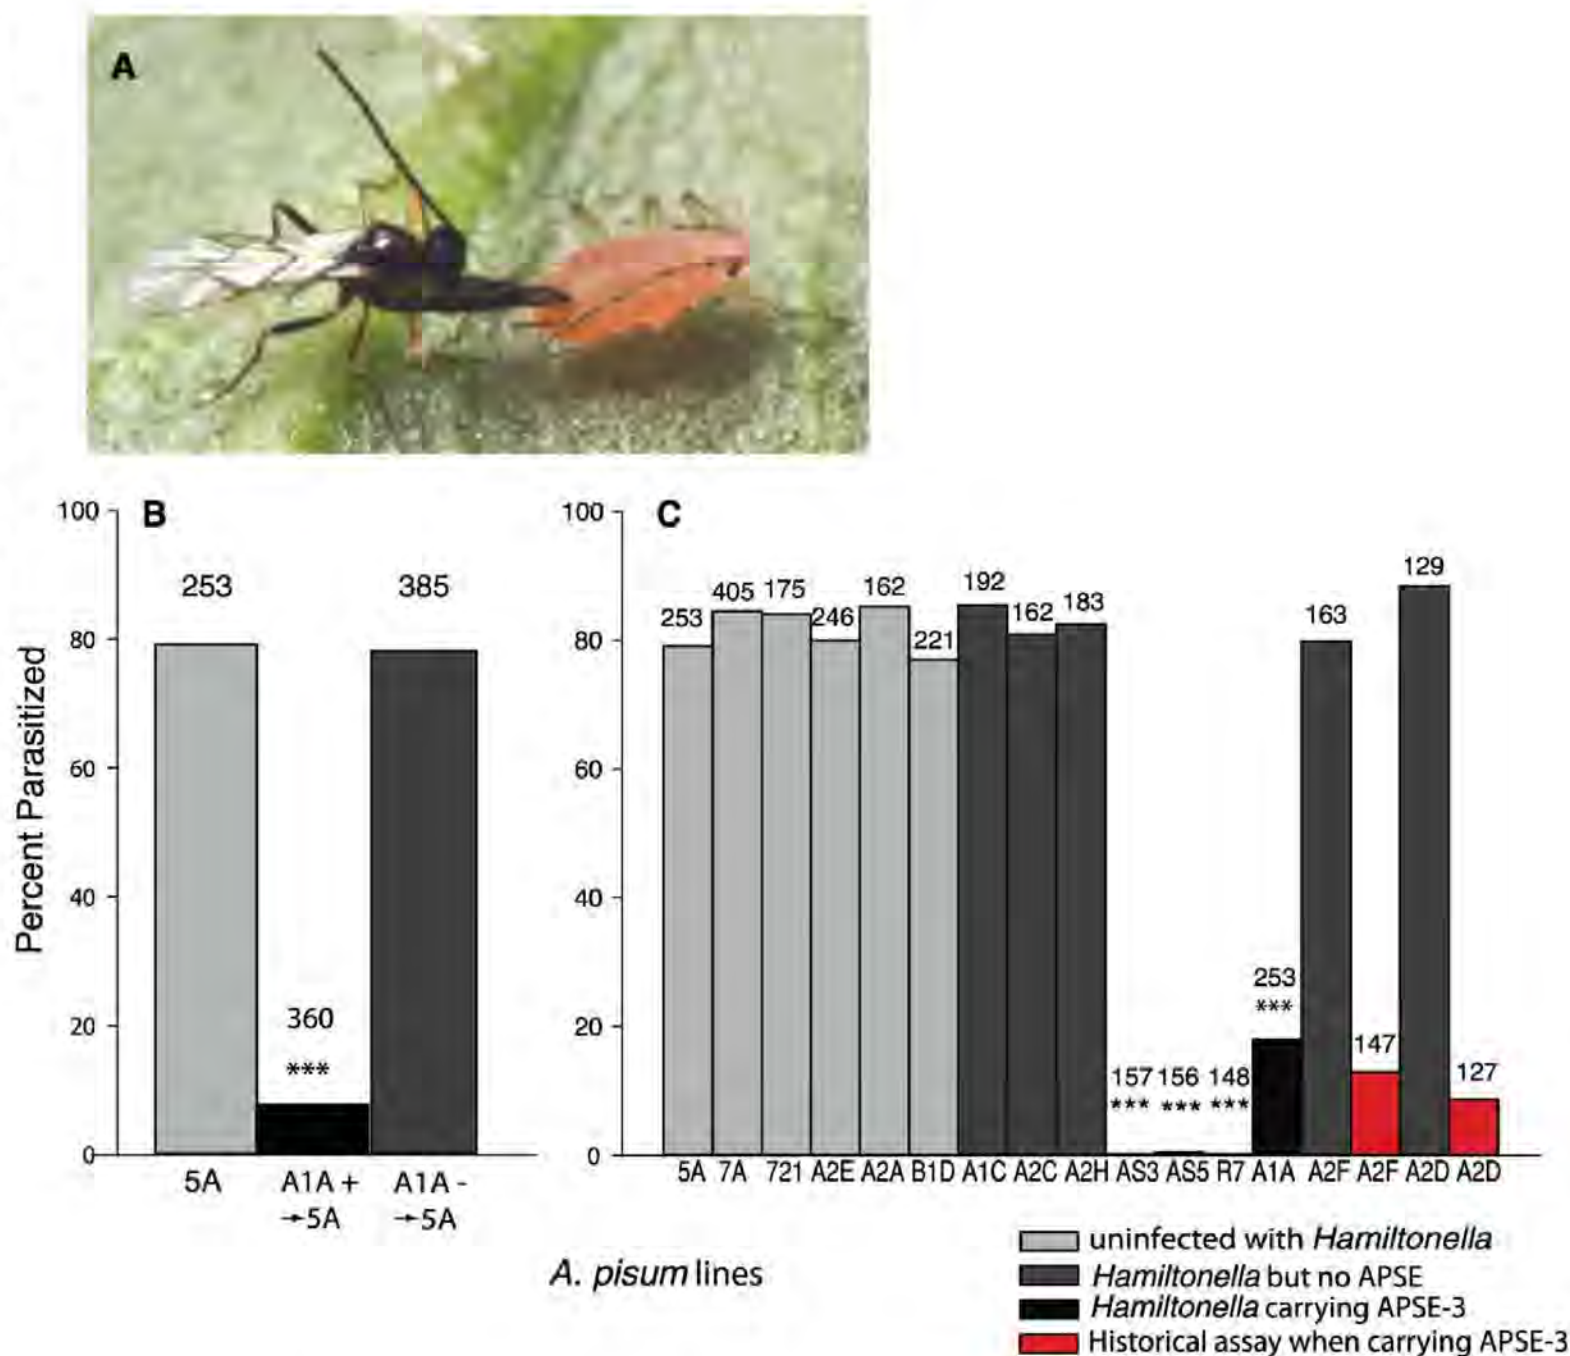 A
B
C
Percent Parasitized
100
80
60
40
20
0
253
360
***
385
5A
A1A +
→5A
A1A -
→5A
100
80
60
40
20
0
253
405
175
246
162
221
192
162
183
157
***
156
***
148
***
253
***
163
147
129
127
5A 7A 721 A2E A2A B1D A1C A2C A2H AS3 AS5 R7 A1A A2F A2F A2D A2D
A. pisum lines
uninfected with Hamiltonella
Hamiltonella but no APSE
Hamiltonella carrying APSE-3
Historical assay when carrying APSE-3